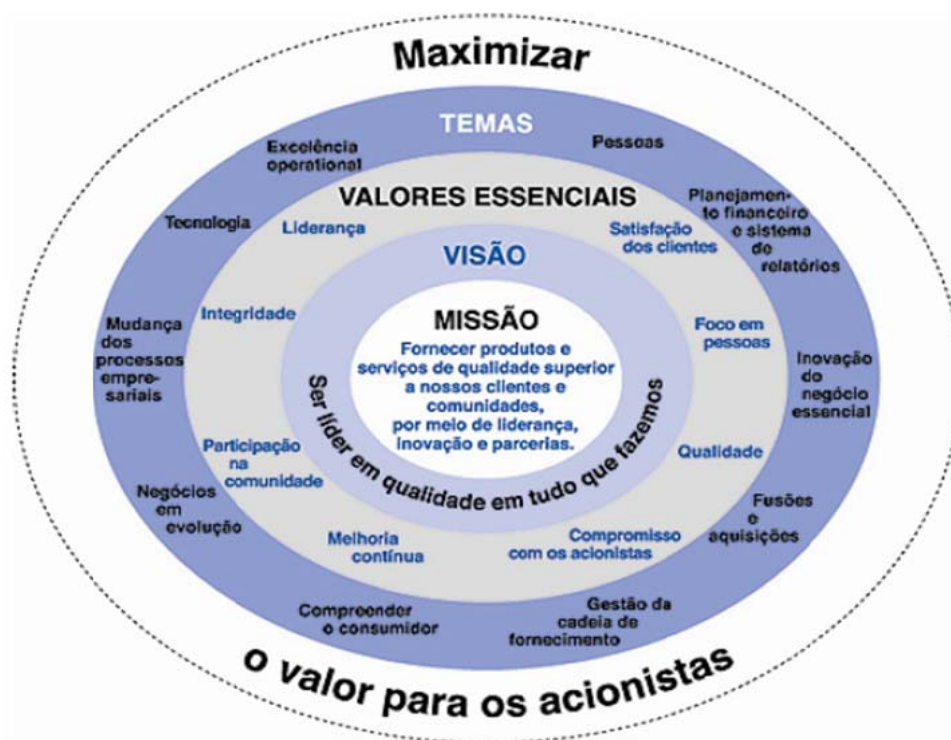 Maximizar
TEMAS
Excelência
operational
Pessoas
Tecnologia
Planejamen-
to financeiro
e sistema
de
relatórios
Mudança
dos
processos
empre-
sariais
Inovação
do
negócio
essencial
Negócios
em
evolução
Fusões
e
aquisições
Compreender
o consumidor
Gestão da
cadeia de
fornecimento
VALORES ESSENCIAIS
Liderança
Satisfação
dos clientes
Integridade
Foco em
pessoas
Participação
na
comunidade
Qualidade
Melhoria
contínua
Compromisso
com os acionistas
VISÃO
Ser líder em qualidade em tudo que fazemos
MISSÃO
Fornecer produtos e
serviços de qualidade superior
a nossos clientes e
comunidades,
por meio de liderança,
inovação e parcerias.
o valor para os acionistas